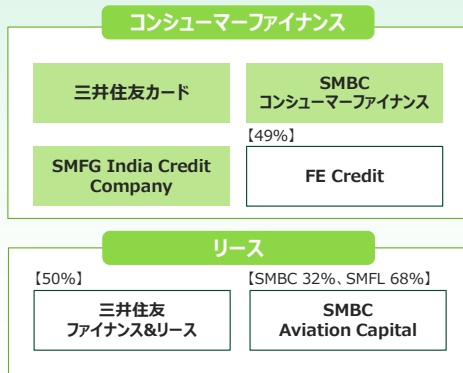 コンシューマーファイナンス
三井住友カード
SMBC
コンシューマーファイナンス
SMFG India Credit
Company
【49%】
FE Credit
リース
【50%】
三井住友
ファイナンス&リース
【SMBC 32%、SMFL 68%】
SMBC
Aviation Capital